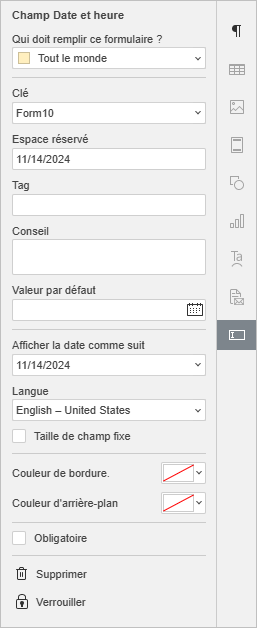 Champ Date et heure
Qui doit remplir ce formulaire ?
Tout le monde
Clé
Form10
Espace réservé
11/14/2024
Tag
Conseil
Valeur par défaut
Afficher la date comme suit
11/14/2024
Langue
English – United States
Taille de champ fixe
Couleur de bordure.
Couleur d'arrière-plan
Obligatoire
Supprimer
Verrouiller
Ta